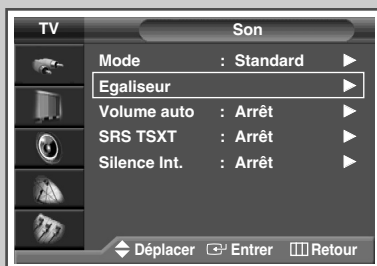 TV Son
Mode : Standard
Egaliseur
Volume auto : Arrêt
SRS TSXT : Arrêt
Silence Int. : Arrêt
Déplacer Entrer Retour